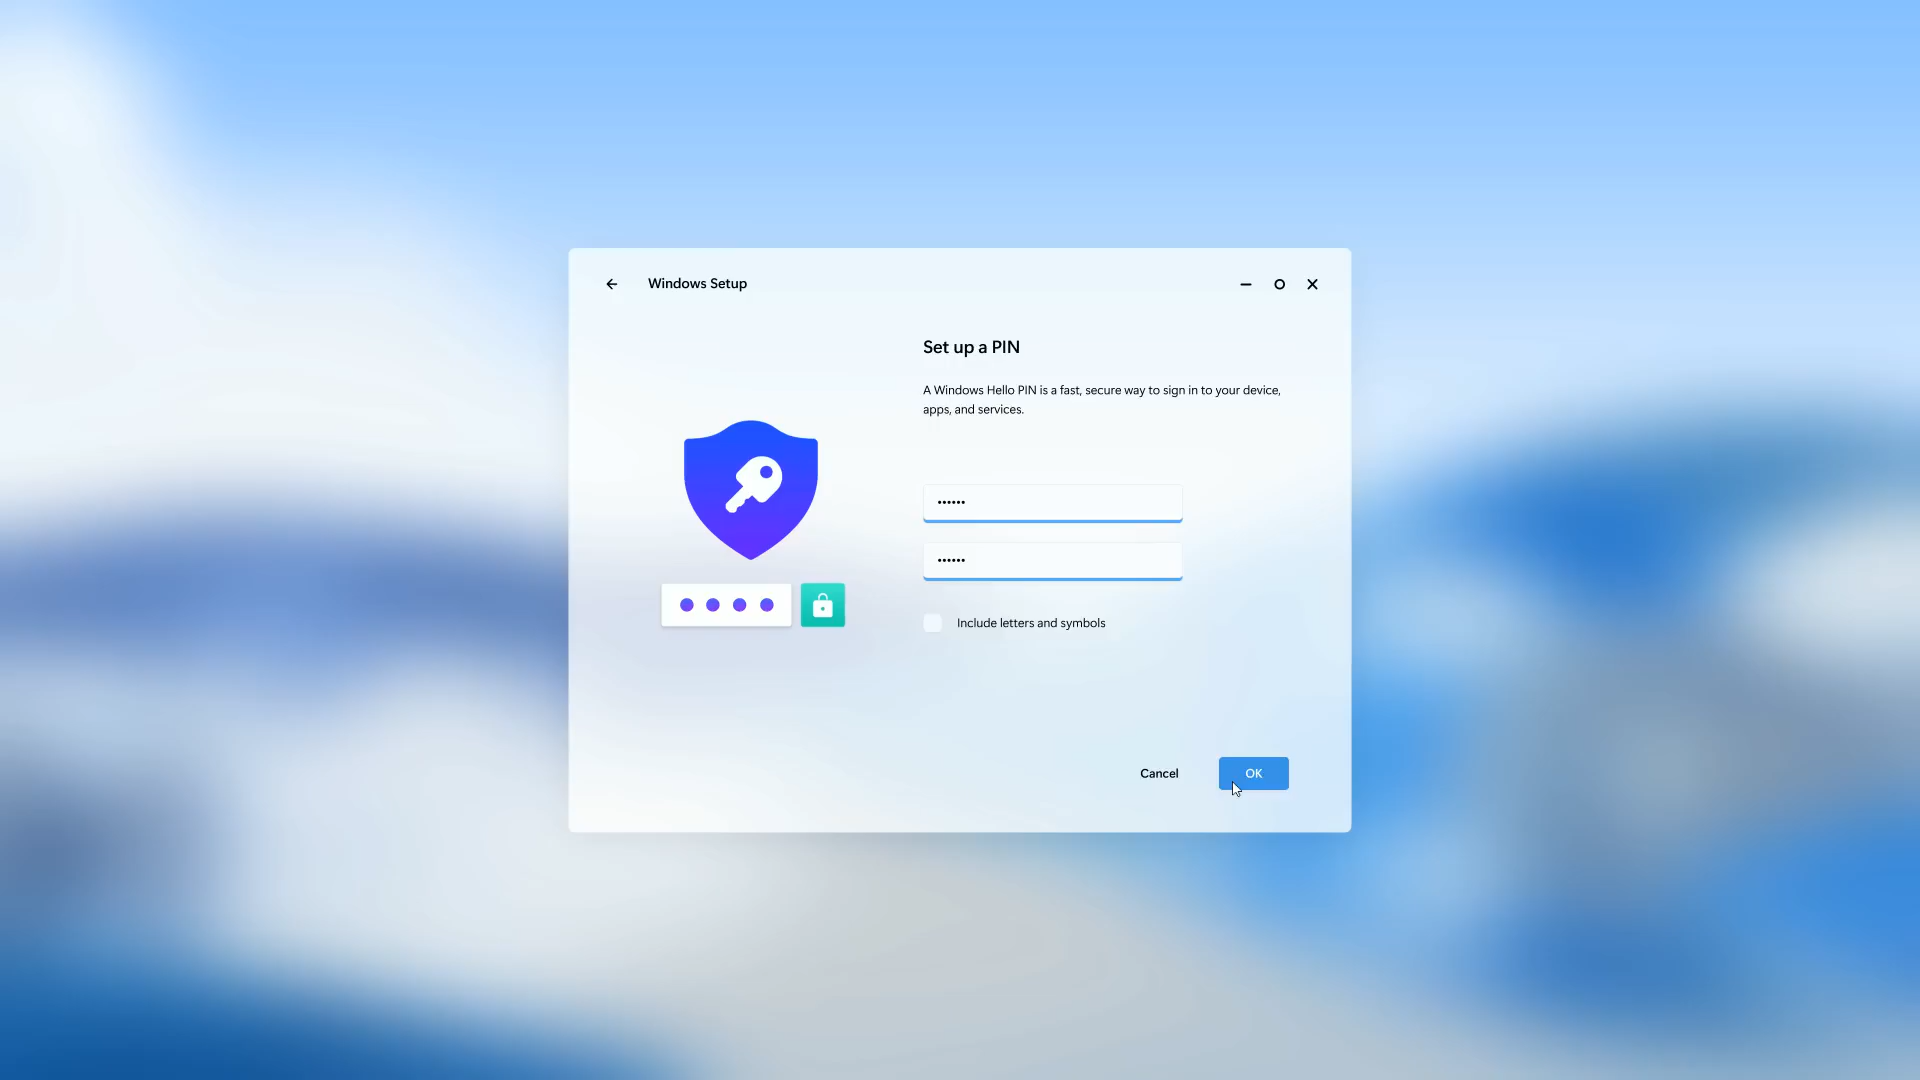 Windows Setup
Set up a PIN
A Windows Hello PIN is a fast, secure way to sign in to your device,
apps, and services.
••••••
••••••
Include letters and symbols
Cancel
OK